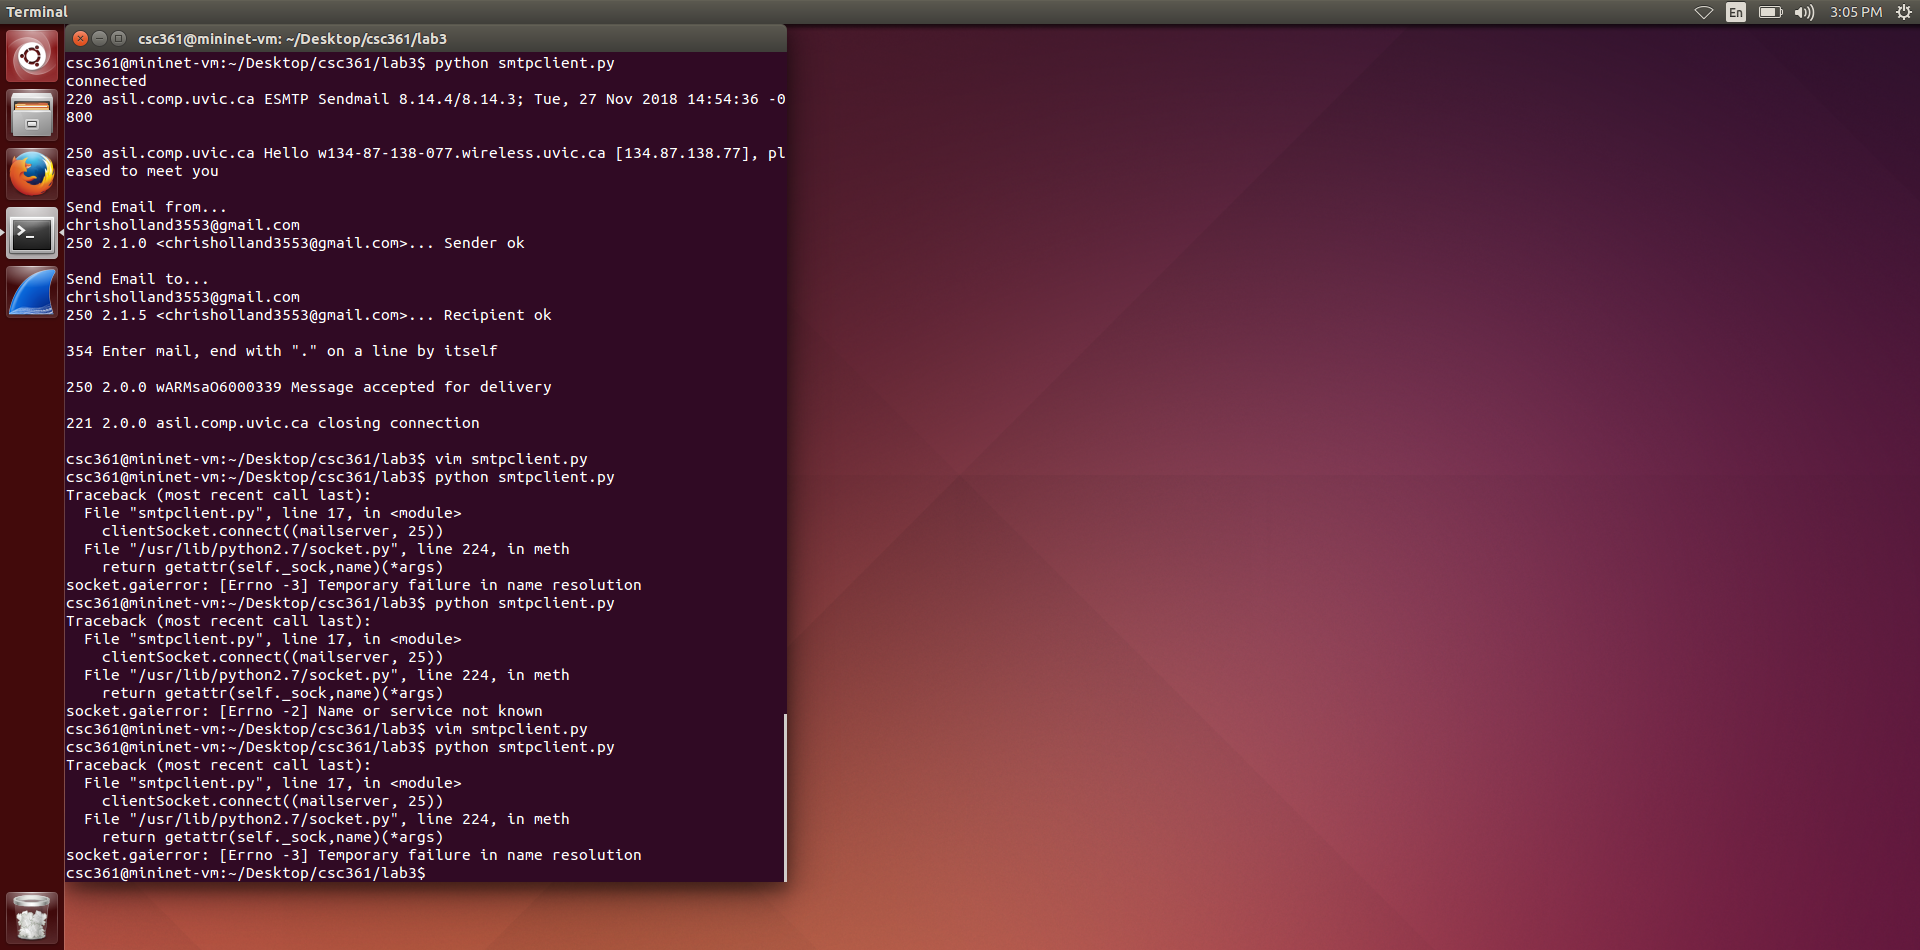 Terminal
En
3:05 PM
csc361@mininet-vm: ~/Desktop/csc361/lab3
csc361@mininet-vm:~/Desktop/csc361/lab3$ python smtpclient.py
connected
220 asil.comp.uvic.ca ESMTP Sendmail 8.14.4/8.14.3; Tue, 27 Nov 2018 14:54:36 -0
800
250 asil.comp.uvic.ca Hello w134-87-138-077.wireless.uvic.ca [134.87.138.77], pl
eased to meet you
Send Email from...
chrisholland3553@gmail.com
250 2.1.0 <chrisholland3553@gmail.com>... Sender ok
Send Email to...
chrisholland3553@gmail.com
250 2.1.5 <chrisholland3553@gmail.com>... Recipient ok
354 Enter mail, end with "." on a line by itself
250 2.0.0 wARMsaO6000339 Message accepted for delivery
221 2.0.0 asil.comp.uvic.ca closing connection
csc361@mininet-vm:~/Desktop/csc361/lab3$ vim smtpclient.py
csc361@mininet-vm:~/Desktop/csc361/lab3$ python smtpclient.py
Traceback (most recent call last):
  File "smtpclient.py", line 17, in <module>
    clientSocket.connect((mailserver, 25))
  File "/usr/lib/python2.7/socket.py", line 224, in meth
    return getattr(self._sock,name)(*args)
socket.gaierror: [Errno -3] Temporary failure in name resolution
csc361@mininet-vm:~/Desktop/csc361/lab3$ python smtpclient.py
Traceback (most recent call last):
  File "smtpclient.py", line 17, in <module>
    clientSocket.connect((mailserver, 25))
  File "/usr/lib/python2.7/socket.py", line 224, in meth
    return getattr(self._sock,name)(*args)
socket.gaierror: [Errno -2] Name or service not known
csc361@mininet-vm:~/Desktop/csc361/lab3$ vim smtpclient.py
csc361@mininet-vm:~/Desktop/csc361/lab3$ python smtpclient.py
Traceback (most recent call last):
  File "smtpclient.py", line 17, in <module>
    clientSocket.connect((mailserver, 25))
  File "/usr/lib/python2.7/socket.py", line 224, in meth
    return getattr(self._sock,name)(*args)
socket.gaierror: [Errno -3] Temporary failure in name resolution
csc361@mininet-vm:~/Desktop/csc361/lab3$